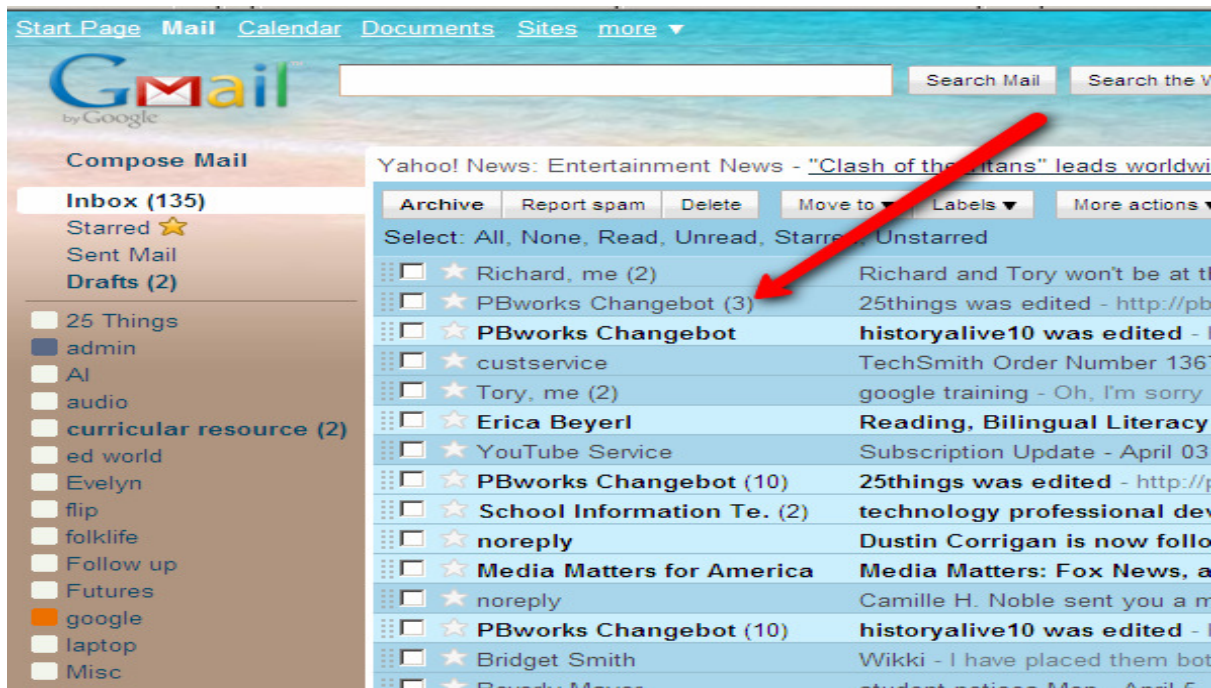 Start Page Mail Calendar Documents Sites more ▼
Gmail™
by Google
Search Mail Search the
Compose Mail
Inbox (135)
Starred
Sent Mail
Drafts (2)
25 Things
admin
AI
audio
curricular resource (2)
ed world
Evelyn
flip
folklife
Follow up
Futures
google
laptop
Misc
Yahoo! News: Entertainment News - "Clash of the Titans" leads worldwi
Archive Report spam Delete Move to ▼ Labels ▼ More actions ▼
Select: All, None, Read, Unread, Starred, Unstarred
Richard, me (2) Richard and Tory won't be at th
PBworks Changebot (3) 25things was edited - http://pb
PBworks Changebot historyalive10 was edited -
custservice TechSmith Order Number 1367
Tory, me (2) google training - Oh, I'm sorry
Erica Beyerl Reading, Bilingual Literacy
YouTube Service Subscription Update - April 03
PBworks Changebot (10) 25things was edited - http://p
School Information Te. (2) technology professional dev
noreply Dustin Corrigan is now follo
Media Matters for America Media Matters: Fox News, a
noreply Camille H. Noble sent you a m
PBworks Changebot (10) historyalive10 was edited -
Bridget Smith Wikki - I have placed them bot